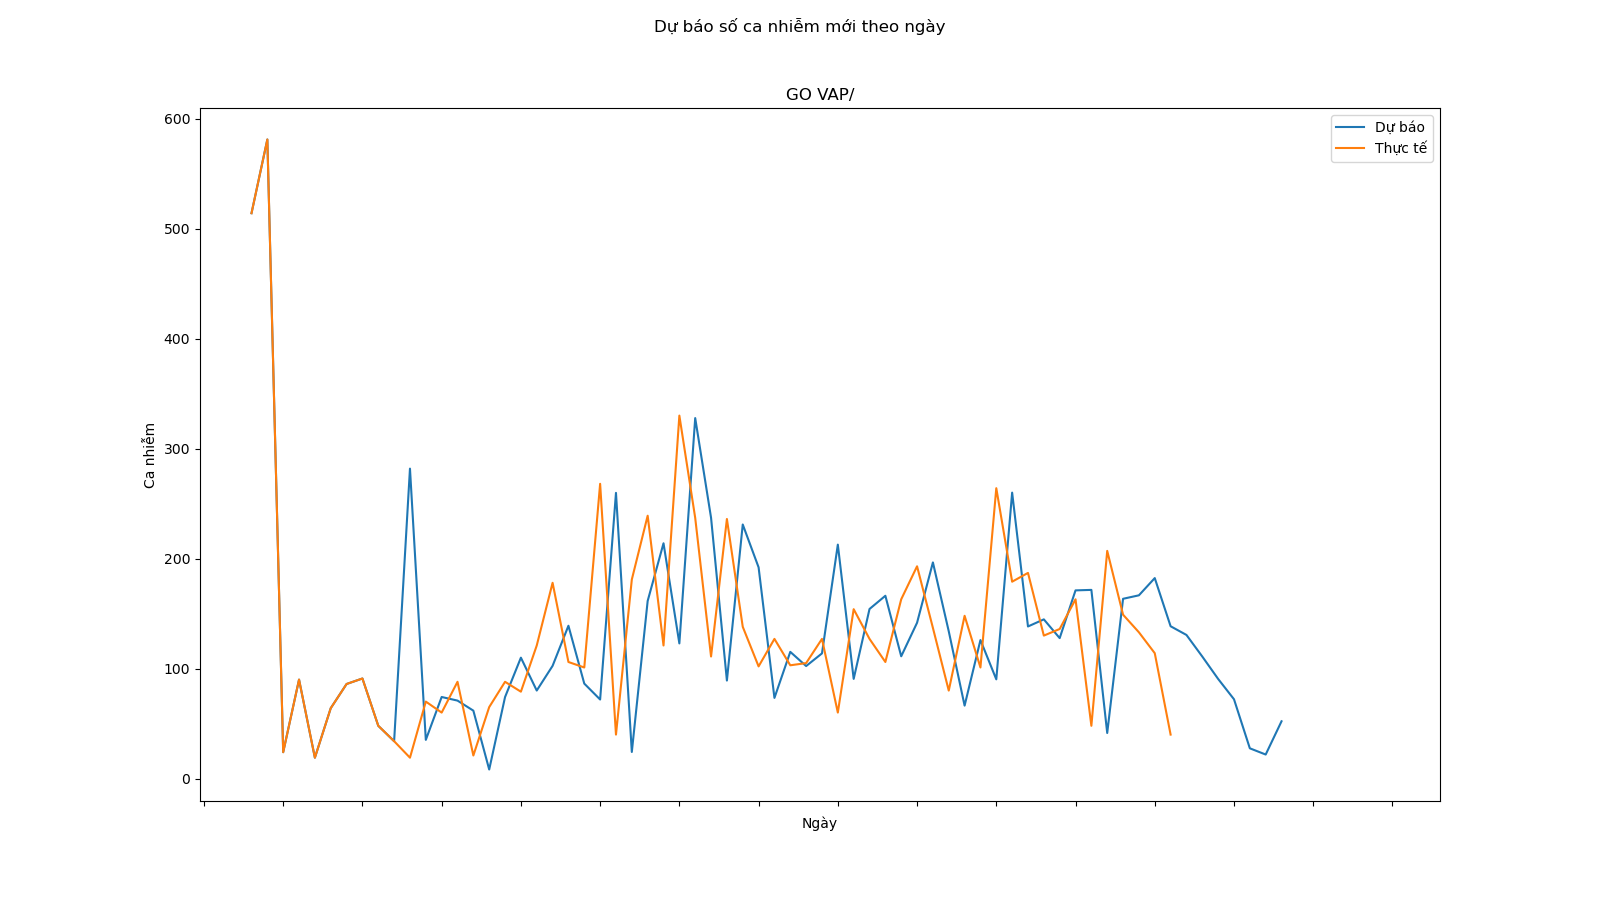 Dự báo số ca nhiễm mới theo ngày
GO VAP/
600
500
400
300
200
100
0
Ca nhiễm
Dự báo
Thực tế
Ngày